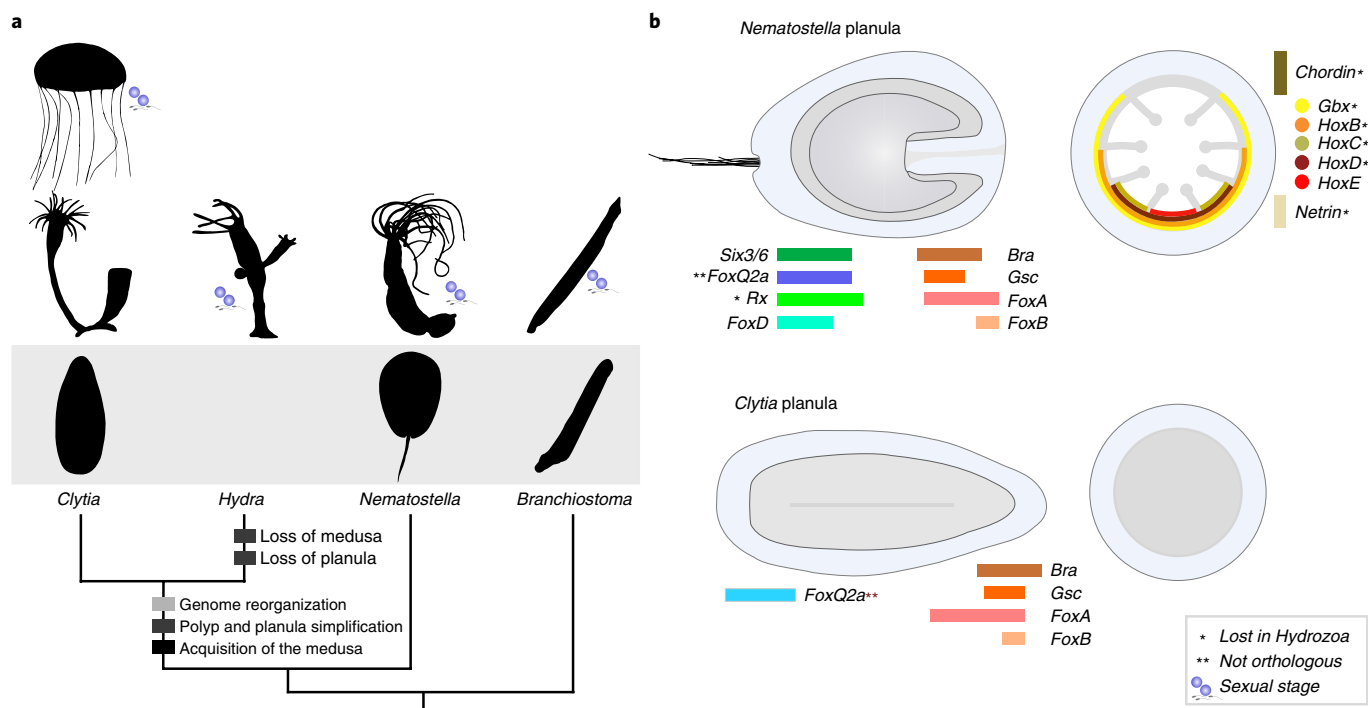 a
Clytia
Hydra
Nematostella
Branchiostoma
Loss of medusa
Loss of planula
Genome reorganization
Polyp and planula simplification
Acquisition of the medusa
b
Nematostella planula
Six3/6
**FoxQ2a
* Rx
FoxD
Bra
Gsc
FoxA
FoxB
Chordin*
Gbx*
HoxB*
HoxC*
HoxD*
HoxE
Netrin*
Clytia planula
FoxQ2a**
Bra
Gsc
FoxA
FoxB
* Lost in Hydrozoa
** Not orthologous
Sexual stage